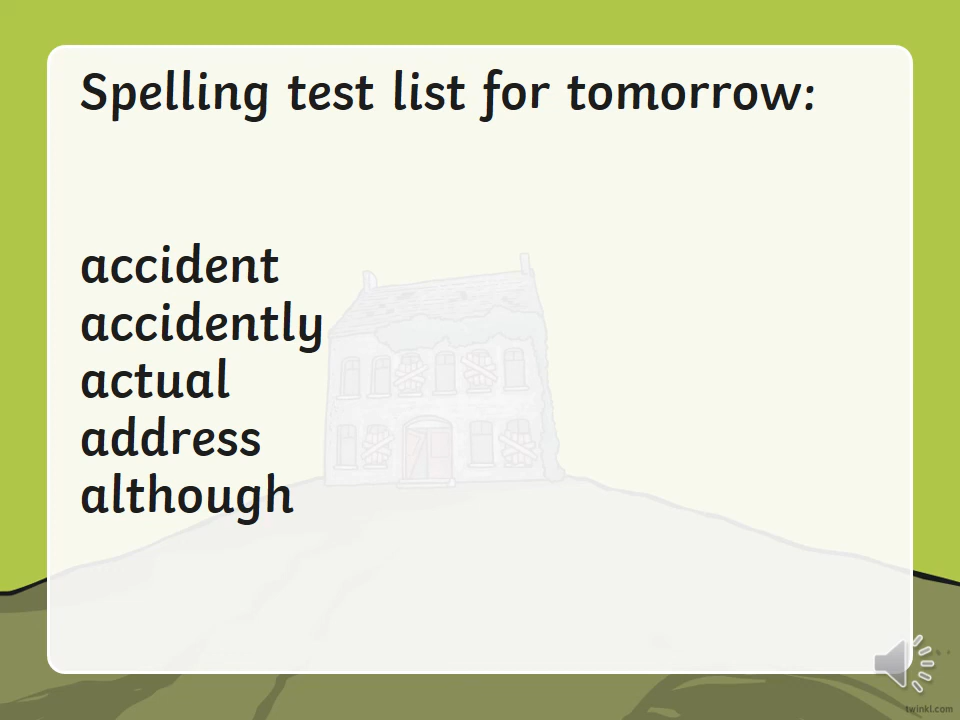 Spelling test list for tomorrow:
accident
accidently
actual
address
although
twinkl.com